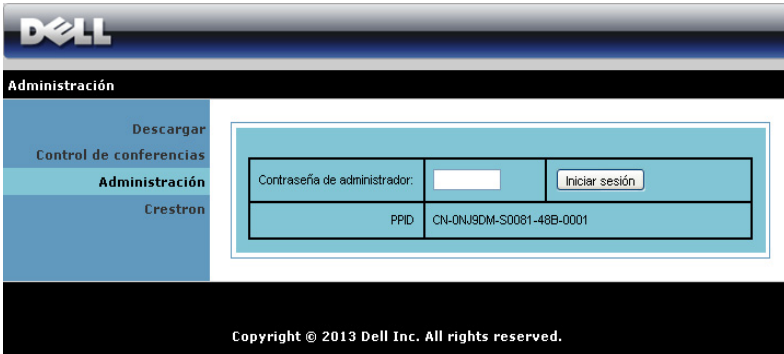 DELL
Administración
Descargar
Control de conferencias
Administración
Crestron
Contraseña de administrador:
Iniciar sesión
PPID
CN-0NJ9DM-S0081-48B-0001
Copyright © 2013 Dell Inc. All rights reserved.